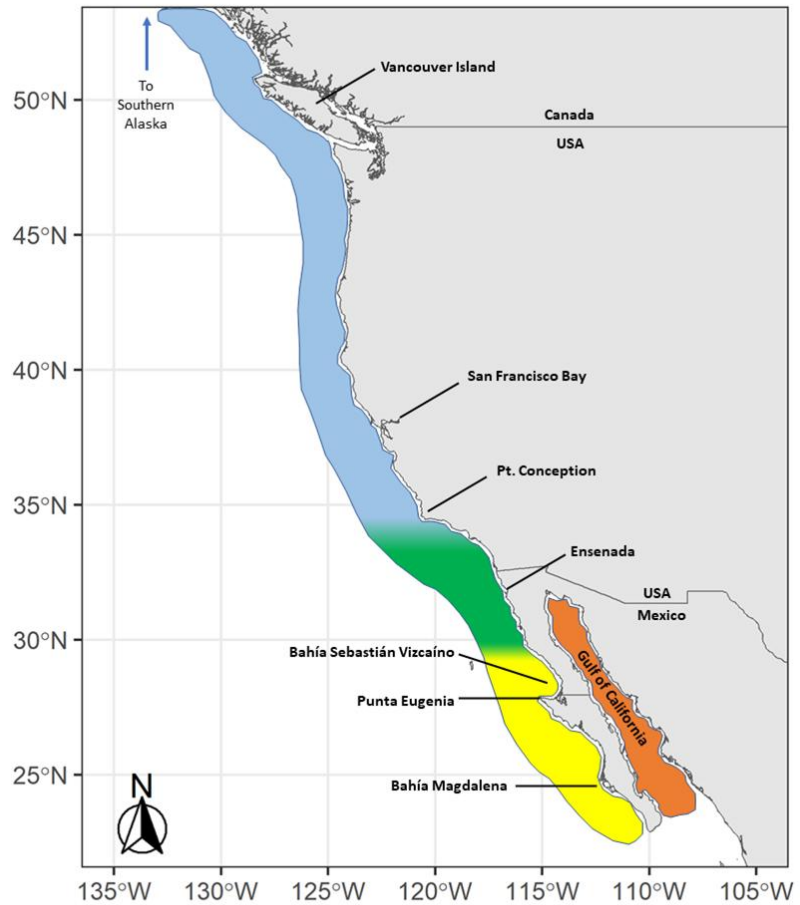 Vancouver Island
To
Southern
Alaska
50°N
Canada
USA
45°N
40°N
San Francisco Bay
Pt. Conception
35°N
Ensenada
USA
Mexico
30°N
Bahía Sebastián Vizcaíno
Gulf of California
Punta Eugenia
25°N
Bahía Magdalena
N
135°W 130°W 125°W 120°W 115°W 110°W 105°W